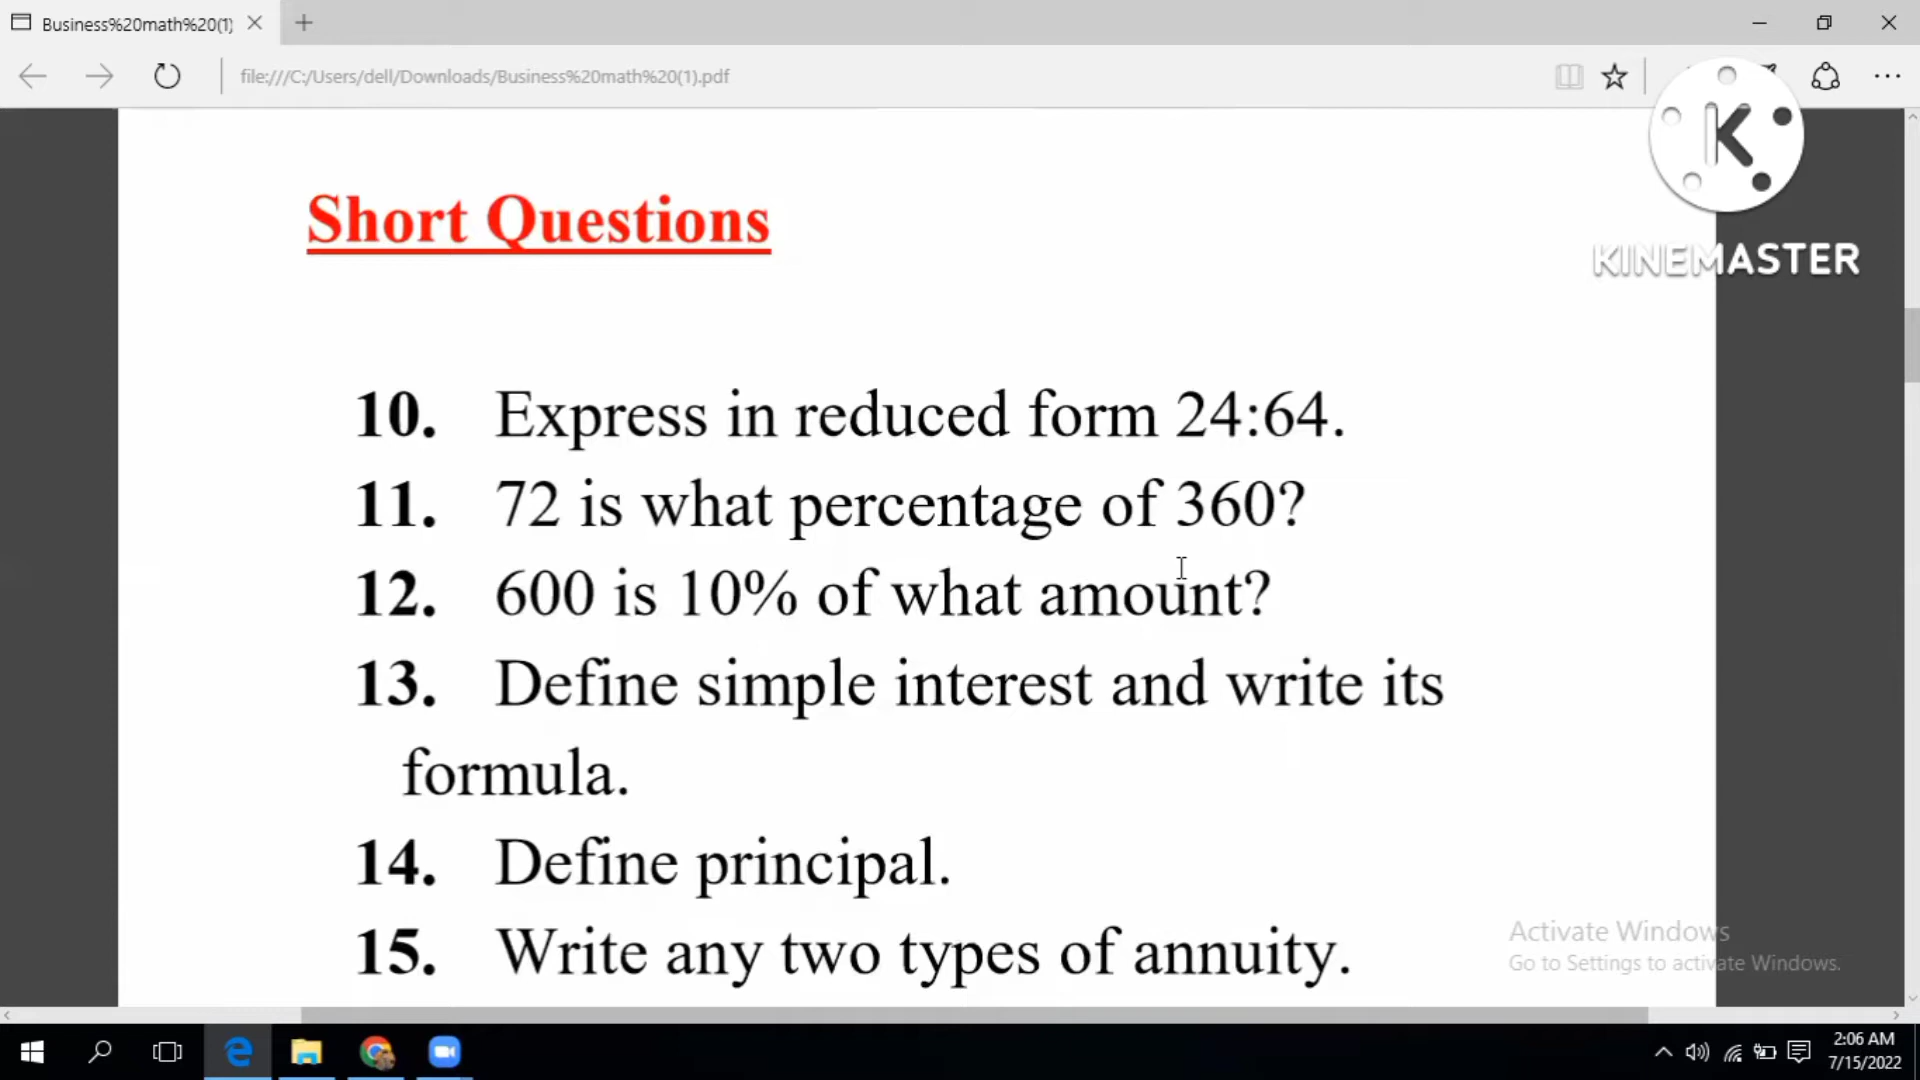 Business%20math%20(1)
file:///C:/Users/dell/Downloads/Business%20math%20(1).pdf
K
KINEMASTER
Short Questions
10. Express in reduced form 24:64.
11. 72 is what percentage of 360?
12. 600 is 10% of what amount?
13. Define simple interest and write its
formula.
14. Define principal.
15. Write any two types of annuity.
Activate Windows
Go to Settings to activate Windows.
2:06 AM
7/15/2022